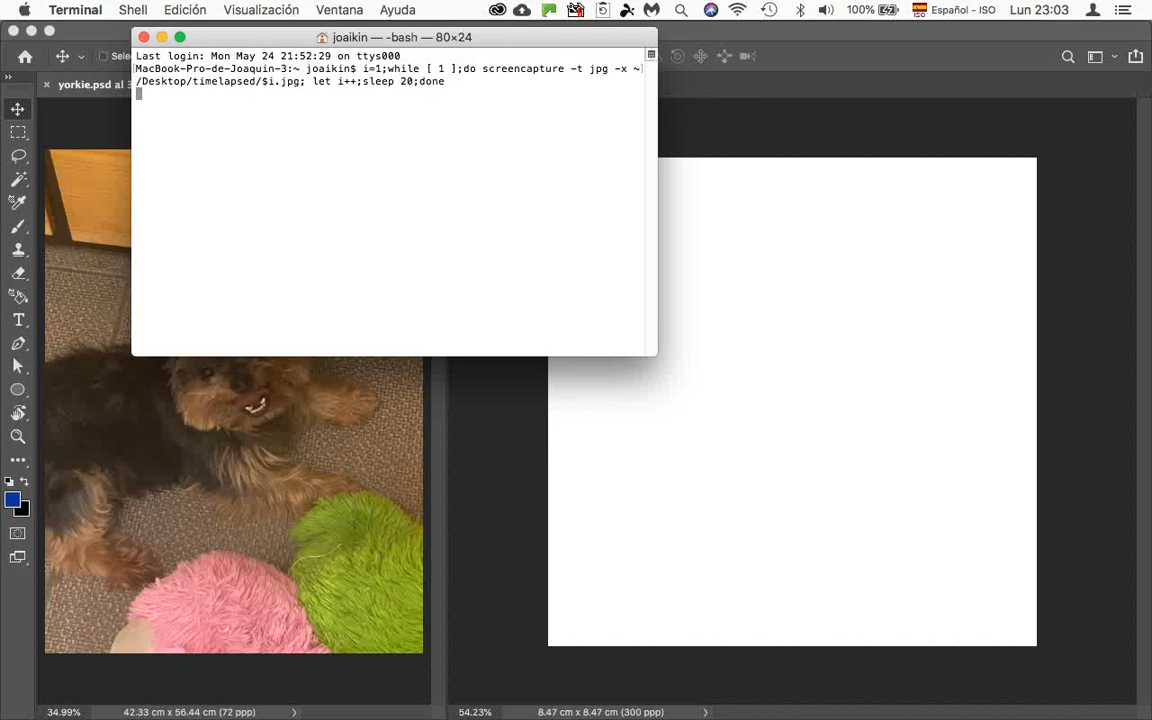 Terminal Shell Edición Visualización Ventana Ayuda 100% Español - ISO Lun 23:03
joaikin — -bash — 80×24
Last login: Mon May 24 21:52:29 on ttys000
MacBook-Pro-de-Joaquin-3:~ joaikin$ i=1;while [ 1 ];do screencapture -t jpg -x ~
/Desktop/timelapsed/$i.jpg; let i++;sleep 20;done
yorkie.psd al 3
34.99% 42.33 cm x 56.44 cm (72 ppp)
54.23% 8.47 cm x 8.47 cm (300 ppp)